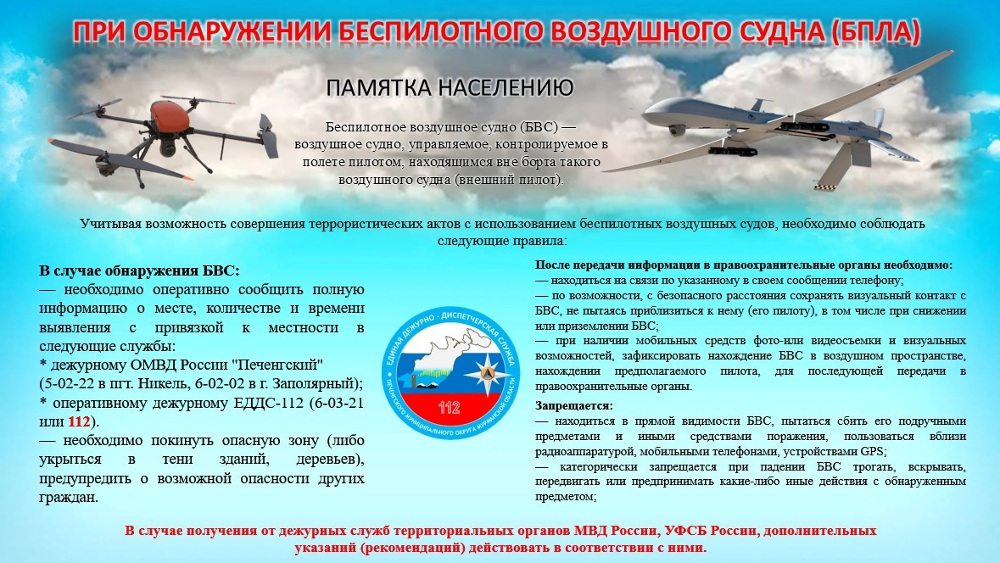 ПРИ ОБНАРУЖЕНИИ БЕСПИЛОТНОГО ВОЗДУШНОГО СУДНА (БПЛА)
ПАМЯТКА НАСЕЛЕНИЮ
Беспилотное воздушное судно (БВС) —
воздушное судно, управляемое, контролируемое в
полете пилотом, находящимся вне борта такого
воздушного судна (внешний пилот).
Учитывая возможность совершения террористических актов с использованием беспилотных воздушных судов, необходимо соблюдать
следующие правила:
В случае обнаружения БВС:
— необходимо оперативно сообщить полную
информацию о месте, количестве и времени
выявления с привязкой к местности в
следующие службы:
* дежурному ОМВД России "Печенгский"
(5-02-22 в пгт. Никель, 6-02-02 в г. Заполярный);
* оперативному дежурному ЕДДС-112 (6-03-21
или 112).
— необходимо покинуть опасную зону (либо
укрыться в тени зданий, деревьев),
предупредить о возможной опасности других
граждан.
ЕДИНАЯ ДЕЖУРНО - ДИСПЕТЧЕРСКАЯ СЛУЖБА
112
ПЕЧЕНГСКОГО МУНИЦИПАЛЬНОГО ОКРУГА МУРМАНСКОЙ ОБЛАСТИ
После передачи информации в правоохранительные органы необходимо:
— находиться на связи по указанному в своем сообщении телефону;
— по возможности, с безопасного расстояния сохранять визуальный контакт с
БВС, не пытаясь приблизиться к нему (его пилоту), в том числе при снижении
или приземлении БВС;
— при наличии мобильных средств фото-или видеосъемки и визуальных
возможностей, зафиксировать нахождение БВС в воздушном пространстве,
нахождении предполагаемого пилота, для последующей передачи в
правоохранительные органы.
Запрещается:
— находиться в прямой видимости БВС, пытаться сбить его подручными
предметами и иными средствами поражения, пользоваться вблизи
радиоаппаратурой, мобильными телефонами, устройствами GPS;
— категорически запрещается при падении БВС трогать, вскрывать,
передвигать или предпринимать какие-либо иные действия с обнаруженным
предметом;
В случае получения от дежурных служб территориальных органов МВД России, УФСБ России, дополнительных
указаний (рекомендаций) действовать в соответствии с ними.